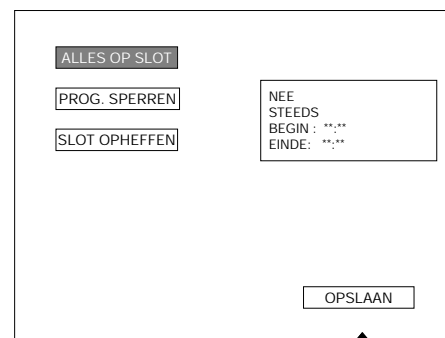 ALLES OP SLOT
PROG. SPERREN
SLOT OPHEFFEN
NEE
STEEDS
BEGIN : **:**
EINDE: **:**
OPSLAAN